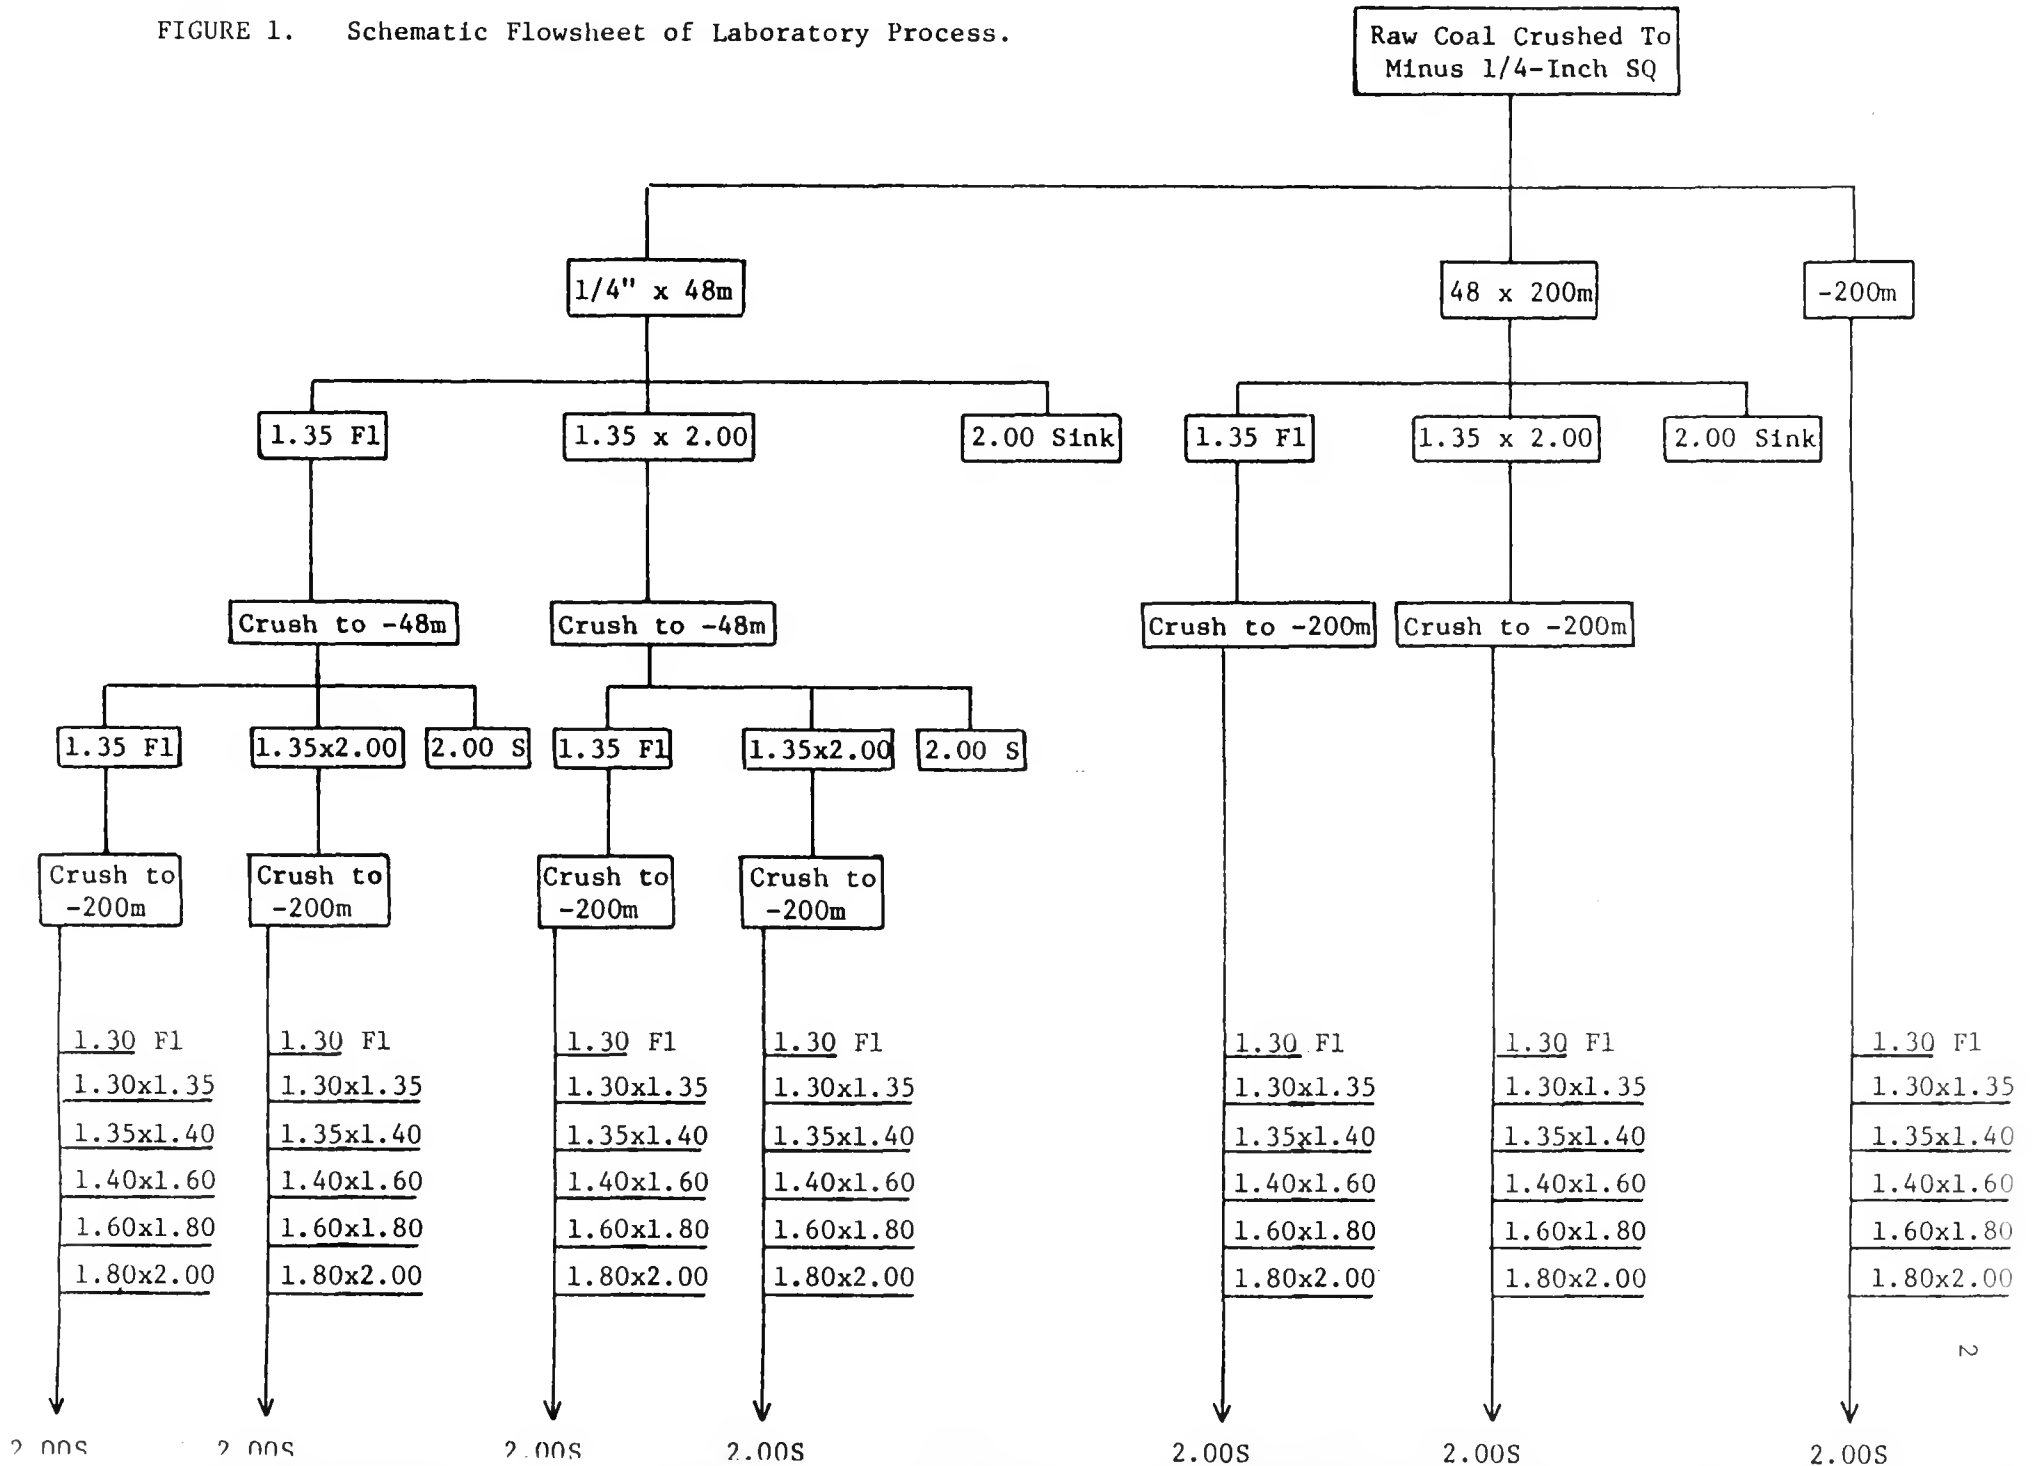 FIGURE 1. Schematic Flowsheet of Laboratory Process.
Raw Coal Crushed To
Minus 1/4-Inch SQ
1/4" x 48m
48 x 200m
-200m
1.35 Fl
1.35 x 2.00
2.00 Sink
1.35 Fl
1.35 x 2.00
2.00 Sink
Crush to -48m
Crush to -48m
Crush to -200m
Crush to -200m
1.35 Fl
1.35x2.00
2.00 S
1.35 Fl
1.35x2.00
2.00 S
Crush to
-200m
Crush to
-200m
Crush to
-200m
Crush to
-200m
1.30 Fl
1.30x1.35
1.35x1.40
1.40x1.60
1.60x1.80
1.80x2.00
2.00S
1.30 Fl
1.30x1.35
1.35x1.40
1.40x1.60
1.60x1.80
1.80x2.00
2.00S
1.30 Fl
1.30x1.35
1.35x1.40
1.40x1.60
1.60x1.80
1.80x2.00
2.00S
1.30 Fl
1.30x1.35
1.35x1.40
1.40x1.60
1.60x1.80
1.80x2.00
2.00S
1.30 Fl
1.30x1.35
1.35x1.40
1.40x1.60
1.60x1.80
1.80x2.00
2.00S
1.30 Fl
1.30x1.35
1.35x1.40
1.40x1.60
1.60x1.80
1.80x2.00
2.00S
1.30 Fl
1.30x1.35
1.35x1.40
1.40x1.60
1.60x1.80
1.80x2.00
2.00S
2